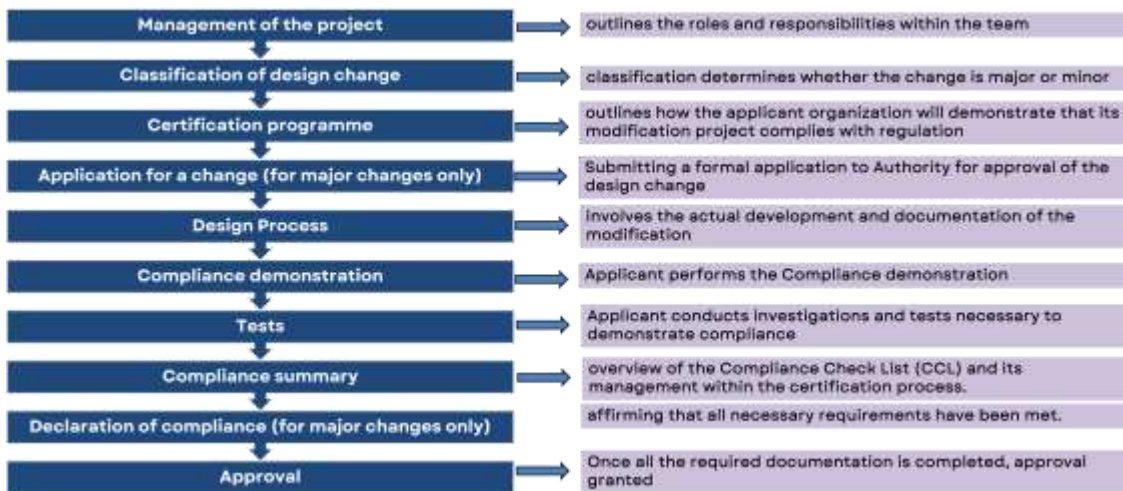 Management of the project
outlines the roles and responsibilities within the team
Classification of design change
classification determines whether the change is major or minor
Certification programme
outlines how the applicant organization will demonstrate that its
modification project complies with regulation
Application for a change (for major changes only)
Submitting a formal application to Authority for approval of the
design change
Design Process
involves the actual development and documentation of the
modification
Compliance demonstration
Applicant performs the Compliance demonstration
Tests
Applicant conducts investigations and tests necessary to
demonstrate compliance
Compliance summary
overview of the Compliance Check List (CCL) and its
management within the certification process.
Declaration of compliance (for major changes only)
affirming that all necessary requirements have been met.
Approval
Once all the required documentation is completed, approval
granted